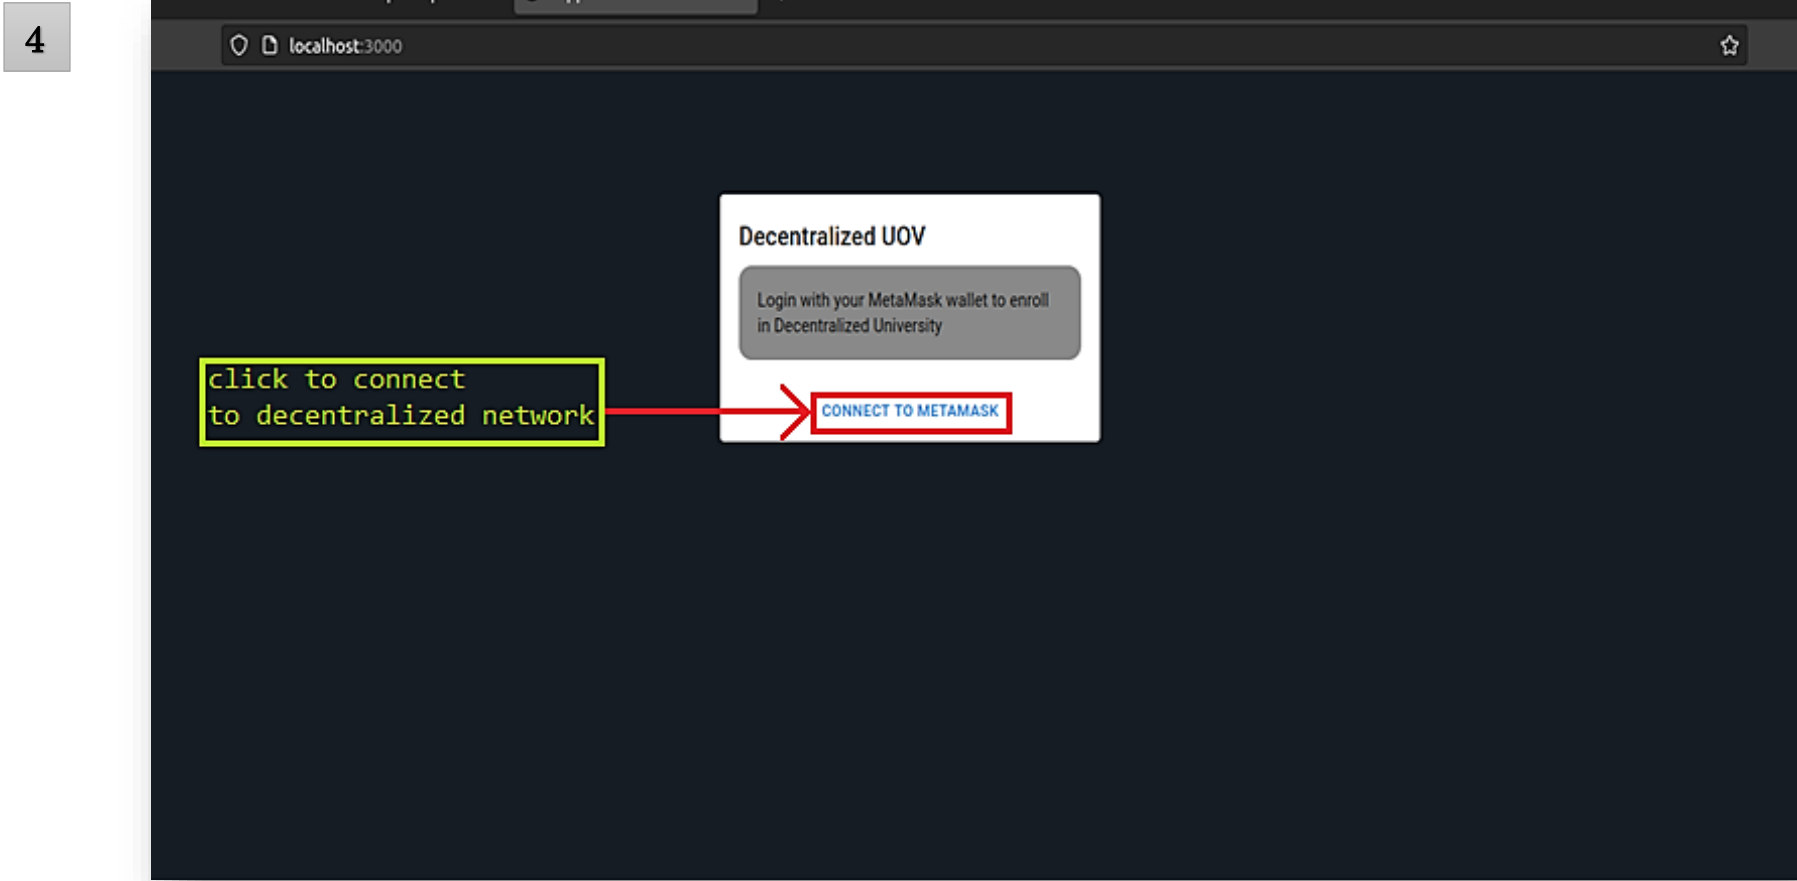 4
localhost:3000
Decentralized UOV
Login with your MetaMask wallet to enroll
in Decentralized University
click to connect
to decentralized network
CONNECT TO METAMASK